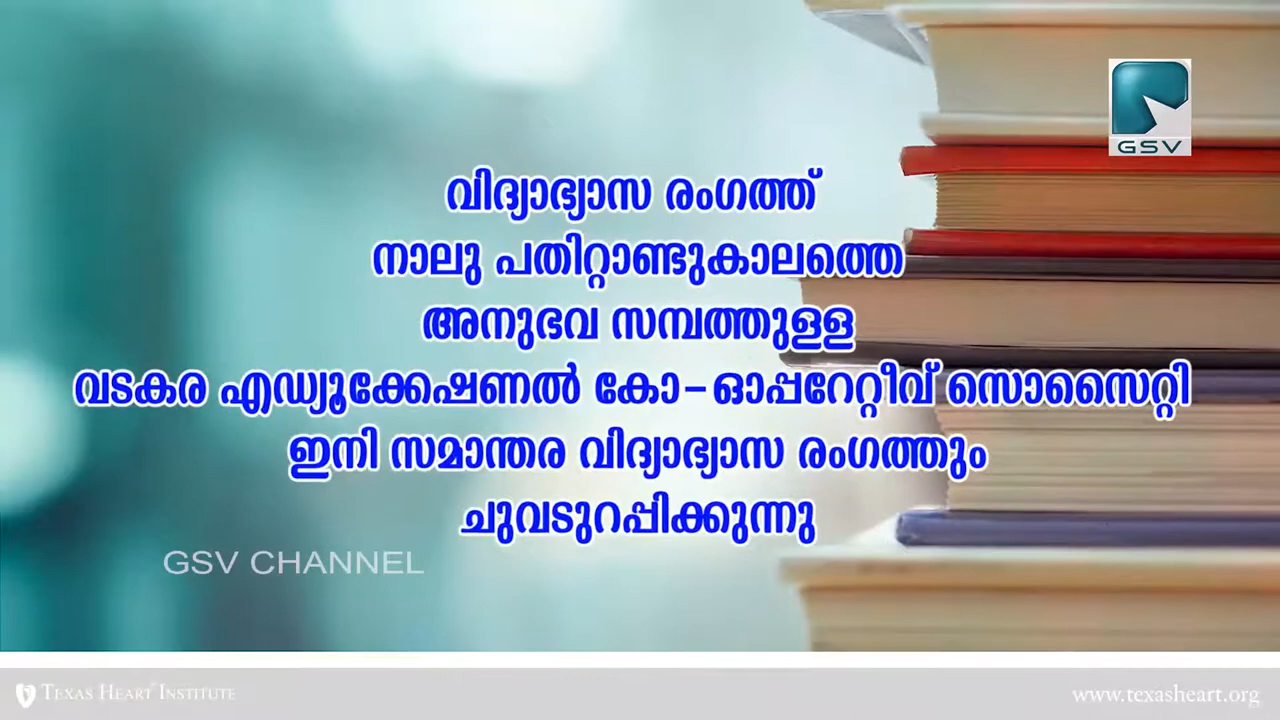 GSV
വിദ്യാഭ്യാസ രംഗത്ത്
നാലു പതിറ്റാണ്ടുകാലത്തെ
അനുഭവ സമ്പത്തുളള
വടകര എഡ്യൂക്കേഷണൽ കോ-ഓപ്പറേറ്റീവ് സൊസൈറ്റി
ഇനി സമാന്തര വിദ്യാഭ്യാസ രംഗത്തും
ചുവടുറപ്പിക്കുന്നു
GSV CHANNEL
TEXAS HEART INSTITUTE
www.texasheart.org